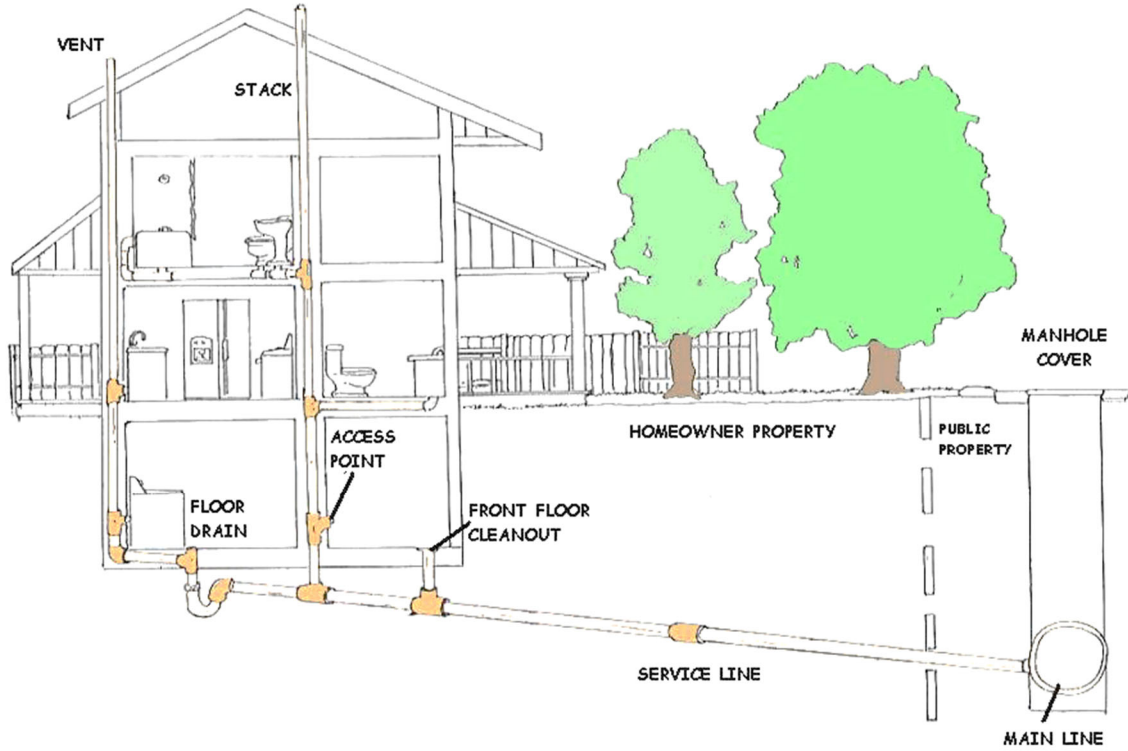 VENT
STACK
MANHOLE
COVER
HOMEOWNER PROPERTY
PUBLIC
PROPERTY
ACCESS
POINT
FLOOR
DRAIN
FRONT FLOOR
CLEANOUT
SERVICE LINE
MAIN LINE